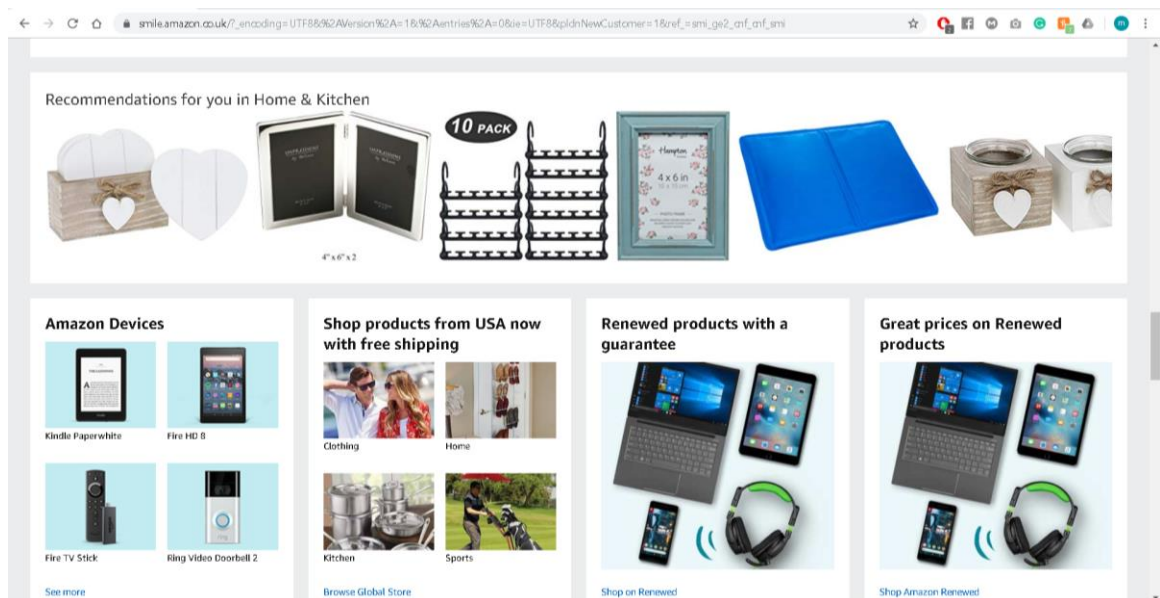 smile.amazon.co.uk/?_encoding=UTF8&%2AVersion%2A=1&%2Aentries%2A=0&ie=UTF8&pldnNewCustomer=1&ref_=smi_ge2_cnf_cnf_smi
Recommendations for you in Home & Kitchen
10 PACK
Hampton
4 x 6 in
4" x 6" x 2
Amazon Devices
Shop products from USA now
with free shipping
Renewed products with a
guarantee
Great prices on Renewed
products
Kindle Paperwhite
Fire HD 8
Clothing
Home
Fire TV Stick
Ring Video Doorbell 2
Kitchen
Sports
See more
Browse Global Store
Shop on Renewed
Shop Amazon Renewed